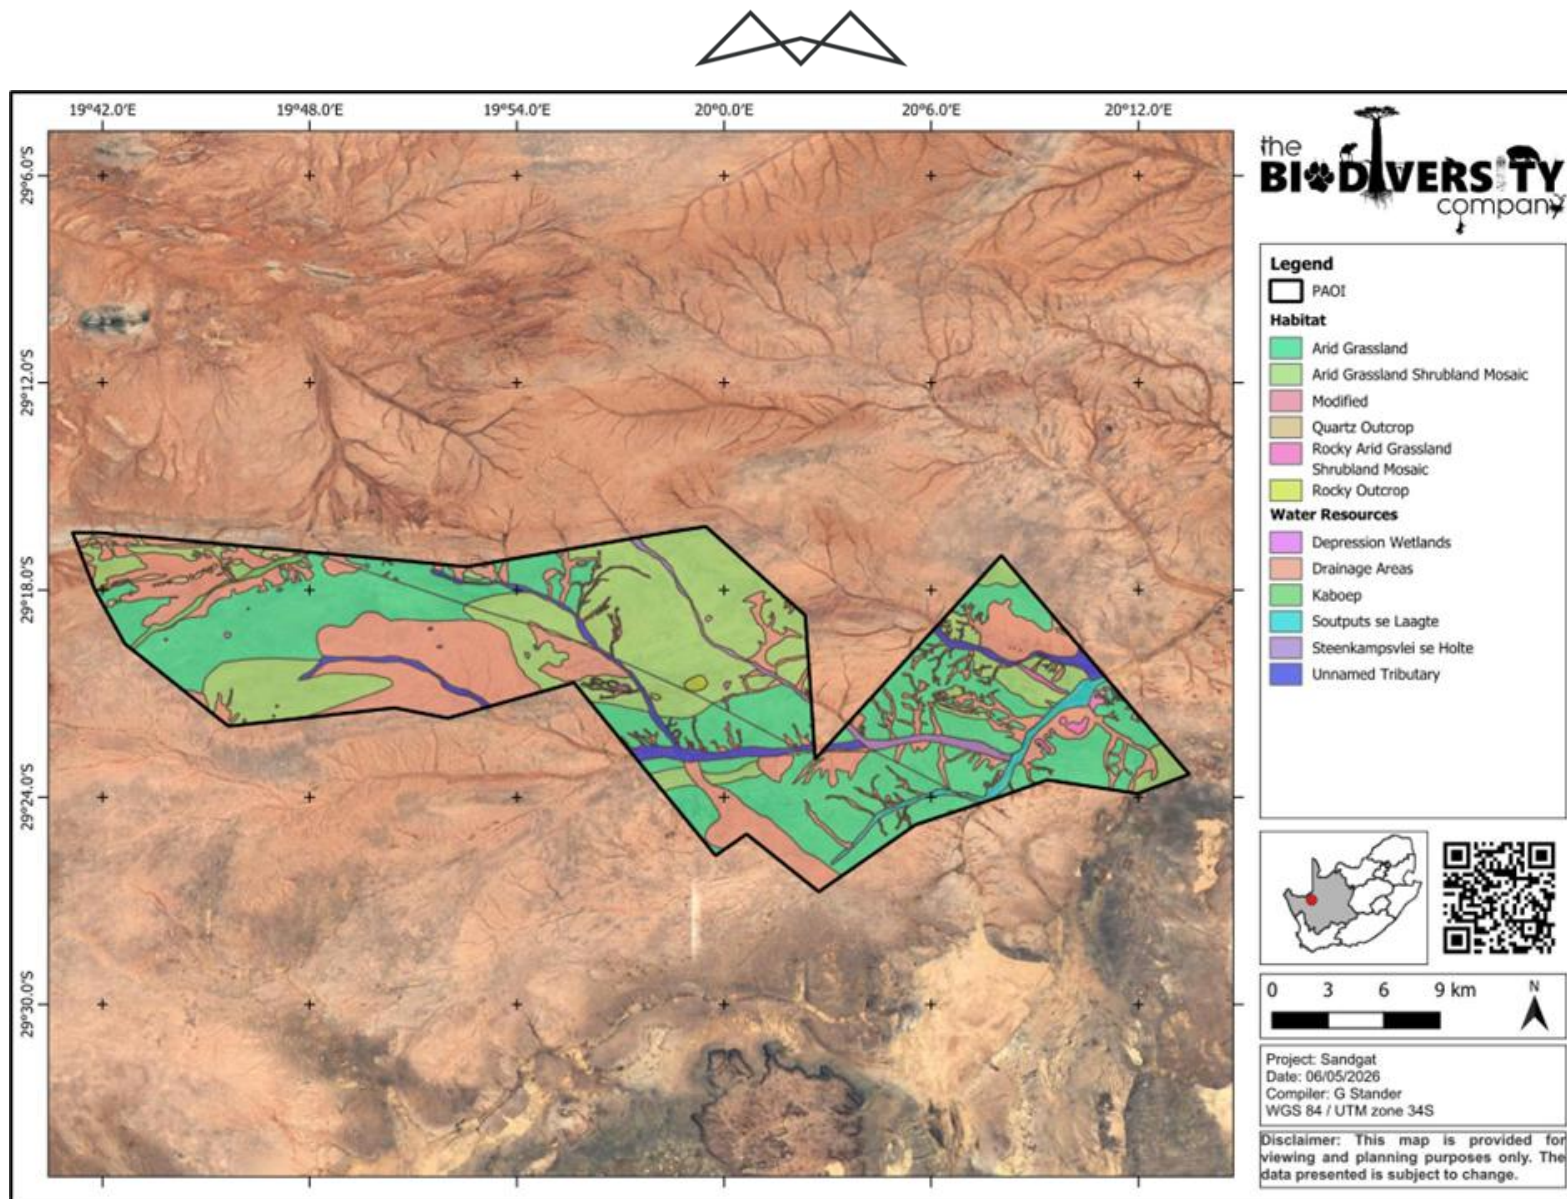 19°42.0'E 19°48.0'E 19°54.0'E 20°0.0'E 20°6.0'E 20°12.0'E
29°6.0'S
29°12.0'S
29°18.0'S
29°24.0'S
29°30.0'S
the
BIODIVERSITY
company
Legend
PAOI
Habitat
Arid Grassland
Arid Grassland Shrubland Mosaic
Modified
Quartz Outcrop
Rocky Arid Grassland
Shrubland Mosaic
Rocky Outcrop
Water Resources
Depression Wetlands
Drainage Areas
Kaboep
Soutputs se Laagte
Steenkampsvlei se Holte
Unnamed Tributary
0 3 6 9 km
N
Project: Sandgat
Date: 06/05/2026
Compiler: G Stander
WGS 84 / UTM zone 34S
Disclaimer: This map is provided for
viewing and planning purposes only. The
data presented is subject to change.